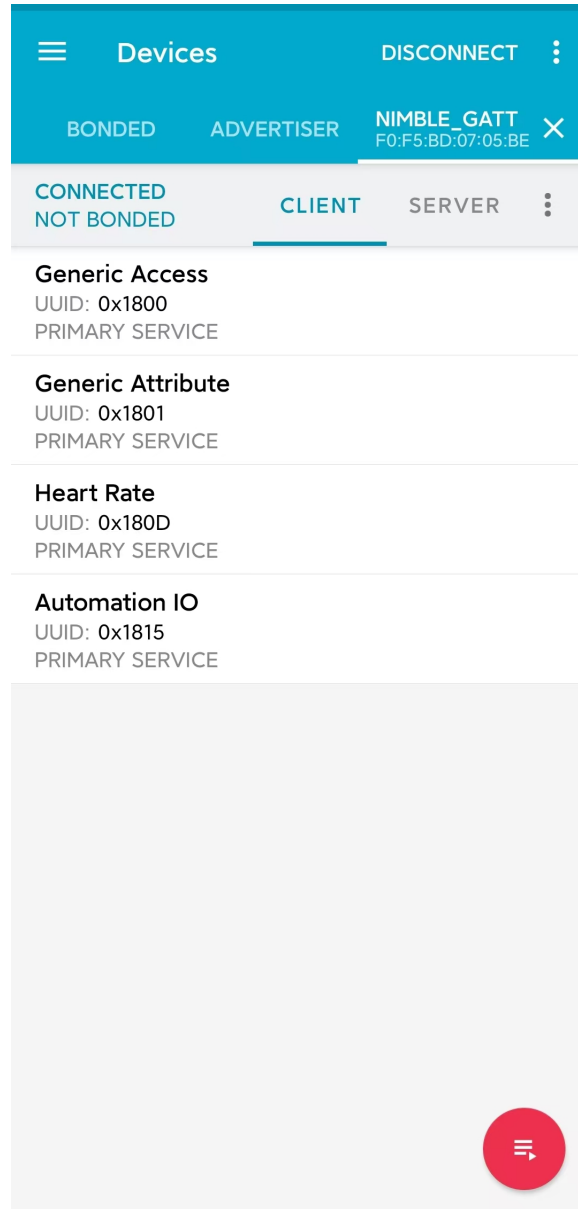 Devices DISCONNECT
BONDED ADVERTISER NIMBLE_GATT
F0:F5:BD:07:05:BE
CONNECTED
NOT BONDED
CLIENT SERVER
Generic Access
UUID: 0x1800
PRIMARY SERVICE
Generic Attribute
UUID: 0x1801
PRIMARY SERVICE
Heart Rate
UUID: 0x180D
PRIMARY SERVICE
Automation IO
UUID: 0x1815
PRIMARY SERVICE